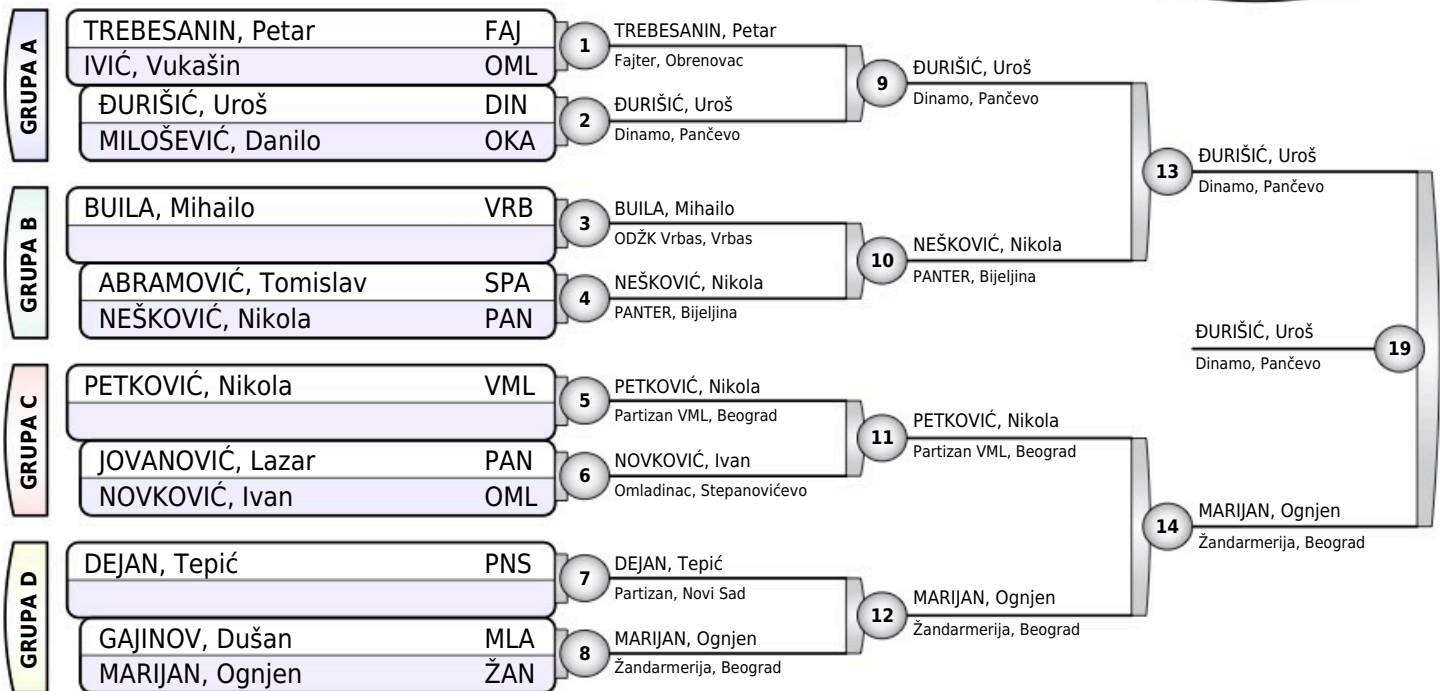 GRUPA A
TREBESANIN, Petar FAJ
IVIĆ, Vukašin OML
ĐURIŠIĆ, Uroš DIN
MILOŠEVIĆ, Danilo OKA
GRUPA B
BUILA, Mihailo VRB
ABRAMOVIĆ, Tomislav SPA
NEŠKOVIĆ, Nikola PAN
GRUPA C
PETKOVIĆ, Nikola VML
JOVANOVIĆ, Lazar PAN
NOVKOVIĆ, Ivan OML
GRUPA D
DEJAN, Tepić PNS
GAJINOV, Dušan MLA
MARIJAN, Ognjen ŽAN
1
TREBESANIN, Petar
Fajter, Obrenovac
2
ĐURIŠIĆ, Uroš
Dinamo, Pančevo
3
BUILA, Mihailo
ODŽK Vrbas, Vrbas
4
NEŠKOVIĆ, Nikola
PANTER, Bijeljina
5
PETKOVIĆ, Nikola
Partizan VML, Beograd
6
NOVKOVIĆ, Ivan
Omladinac, Stepanovićevo
7
DEJAN, Tepić
Partizan, Novi Sad
8
MARIJAN, Ognjen
Žandarmerija, Beograd
9
ĐURIŠIĆ, Uroš
Dinamo, Pančevo
10
NEŠKOVIĆ, Nikola
PANTER, Bijeljina
11
PETKOVIĆ, Nikola
Partizan VML, Beograd
12
MARIJAN, Ognjen
Žandarmerija, Beograd
13
ĐURIŠIĆ, Uroš
Dinamo, Pančevo
14
MARIJAN, Ognjen
Žandarmerija, Beograd
ĐURIŠIĆ, Uroš
Dinamo, Pančevo
19